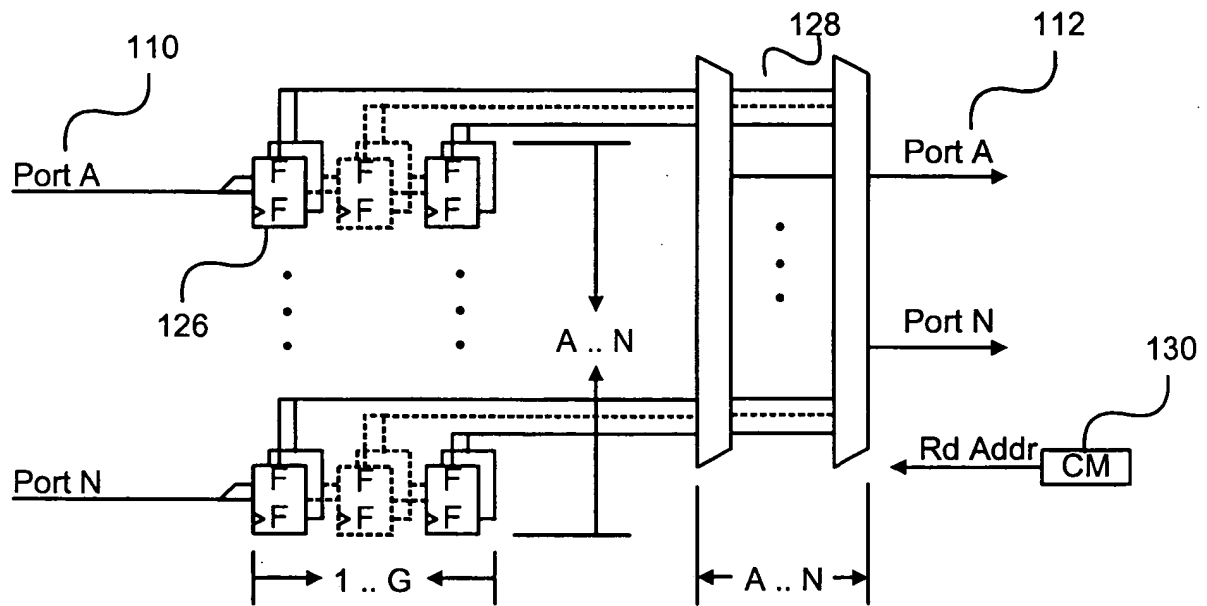 110
128
112
Port A
F F F
F F F
Port A
126
A .. N
Port N
130
Rd Addr
CM
Port N
F F F
F F F
1 .. G
A .. N